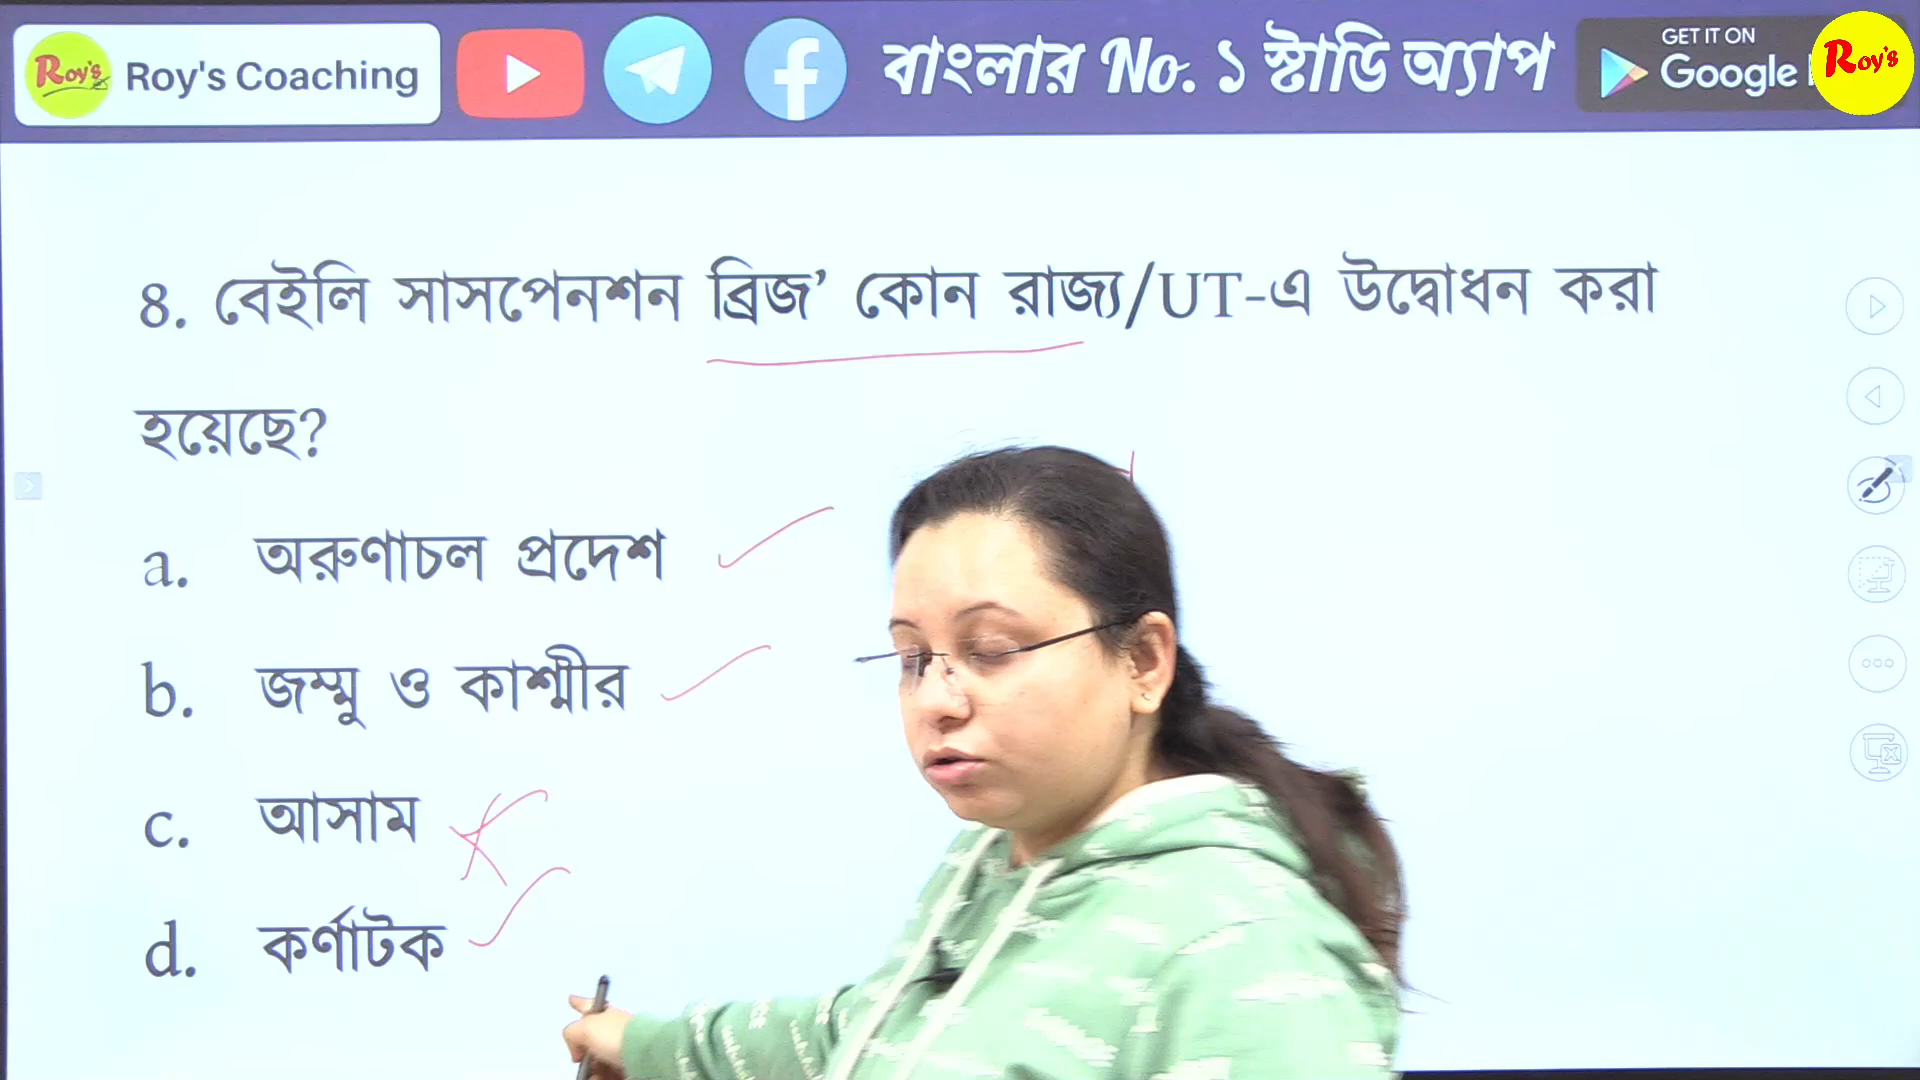 Roy's Roy's Coaching বাংলার No. ১ স্টাডি অ্যাপ GET IT ON Google Roy's
8. বেইলি সাসপেনশন ব্রিজ’ কোন রাজ্য/UT-এ উদ্বোধন করা
হয়েছে?
a. অরুণাচল প্রদেশ
b. জম্মু ও কাশ্মীর
c. আসাম
d. কর্ণাটক